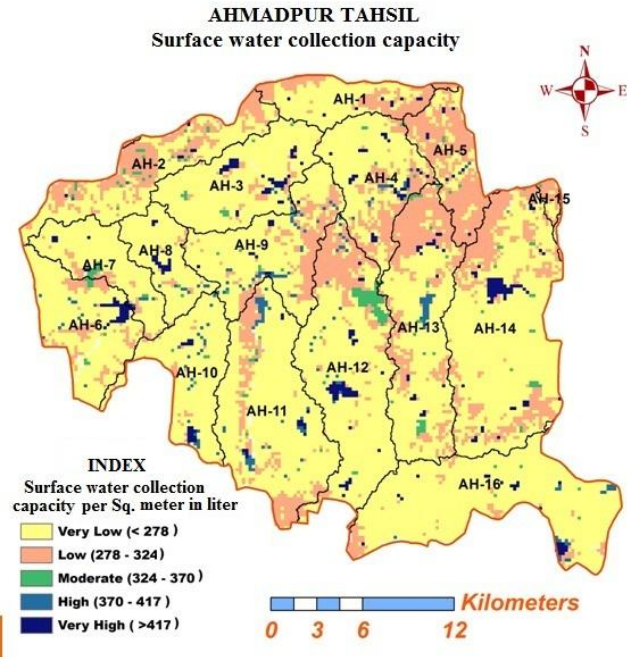 AHMADPUR TAHSIL
Surface water collection capacity
N
W E
S
AH-1
AH-2
AH-5
AH-3
AH-4
AH-15
AH-9
AH-8
AH-7
AH-6
AH-13
AH-14
AH-12
AH-10
AH-11
AH-16
INDEX
Surface water collection
capacity per Sq. meter in liter
Very Low (< 278 )
Low (278 - 324)
Moderate (324 - 370 )
High (370 - 417 )
Very High ( >417 )
Kilometers
0 3 6 12